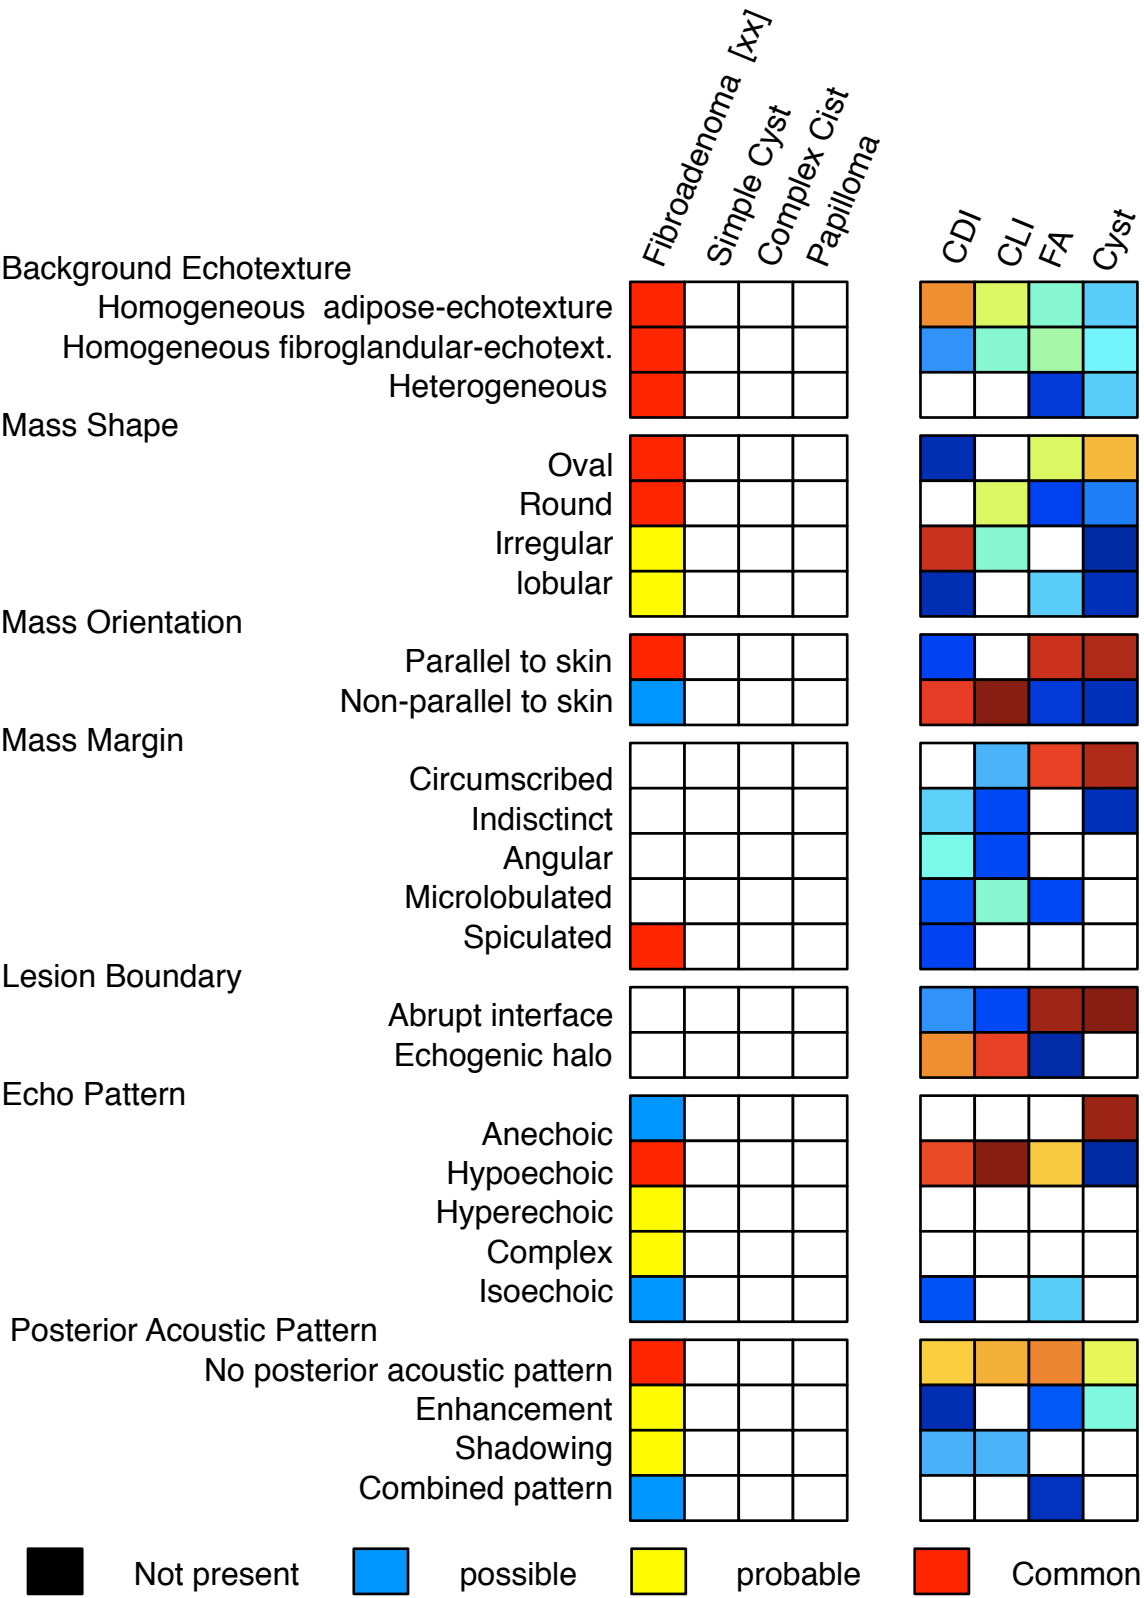 Fibroadenoma [xx]
Simple Cyst
Complex Cist
Papilloma
CDI
CLI
FA
Cyst
Background Echotexture
Homogeneous adipose-echotexture
Homogeneous fibroglandular-echotext.
Heterogeneous
Mass Shape
Oval
Round
Irregular
lobular
Mass Orientation
Parallel to skin
Non-parallel to skin
Mass Margin
Circumscribed
Indisctinct
Angular
Microlobulated
Spiculated
Lesion Boundary
Abrupt interface
Echogenic halo
Echo Pattern
Anechoic
Hypoechoic
Hyperechoic
Complex
Isoechoic
Posterior Acoustic Pattern
No posterior acoustic pattern
Enhancement
Shadowing
Combined pattern
Not present possible probable Common